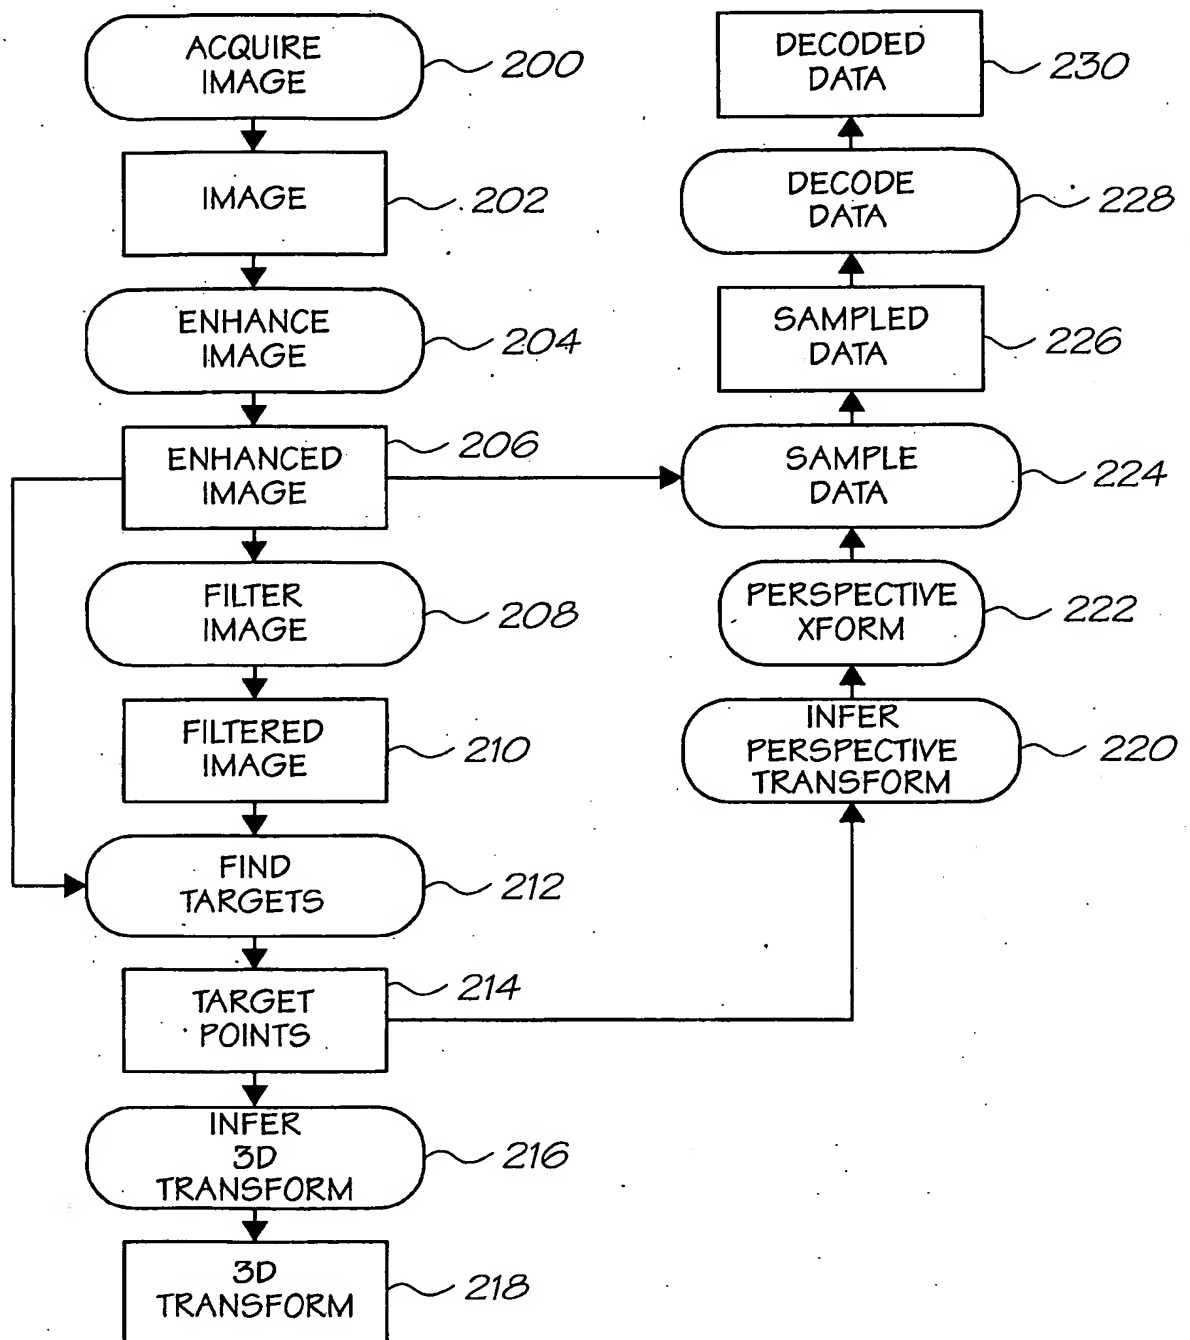 ACQUIRE
IMAGE
200
IMAGE
202
ENHANCE
IMAGE
204
ENHANCED
IMAGE
206
FILTER
IMAGE
208
FILTERED
IMAGE
210
FIND
TARGETS
212
TARGET
POINTS
214
INFER
3D
TRANSFORM
216
3D
TRANSFORM
218
DECODED
DATA
230
DECODE
DATA
228
SAMPLED
DATA
226
SAMPLE
DATA
224
PERSPECTIVE
XFORM
222
INFER
PERSPECTIVE
TRANSFORM
220